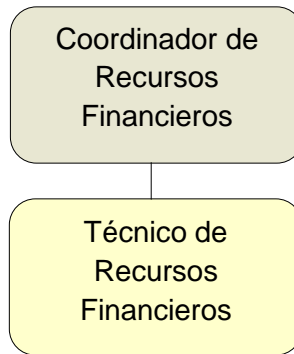 Coordinador de
Recursos
Financieros
Técnico de
Recursos
Financieros